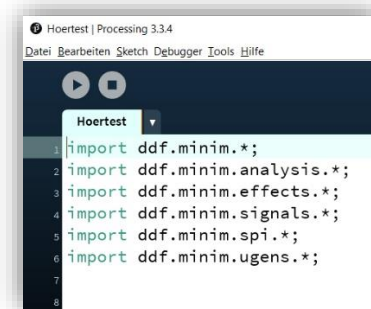 Hoertest | Processing 3.3.4
Datei Bearbeiten Sketch Debugger Tools Hilfe
Hoertest
1 import ddf.minim.*;
2 import ddf.minim.analysis.*;
3 import ddf.minim.effects.*;
4 import ddf.minim.signals.*;
5 import ddf.minim.spi.*;
6 import ddf.minim.ugens.*;
7
8